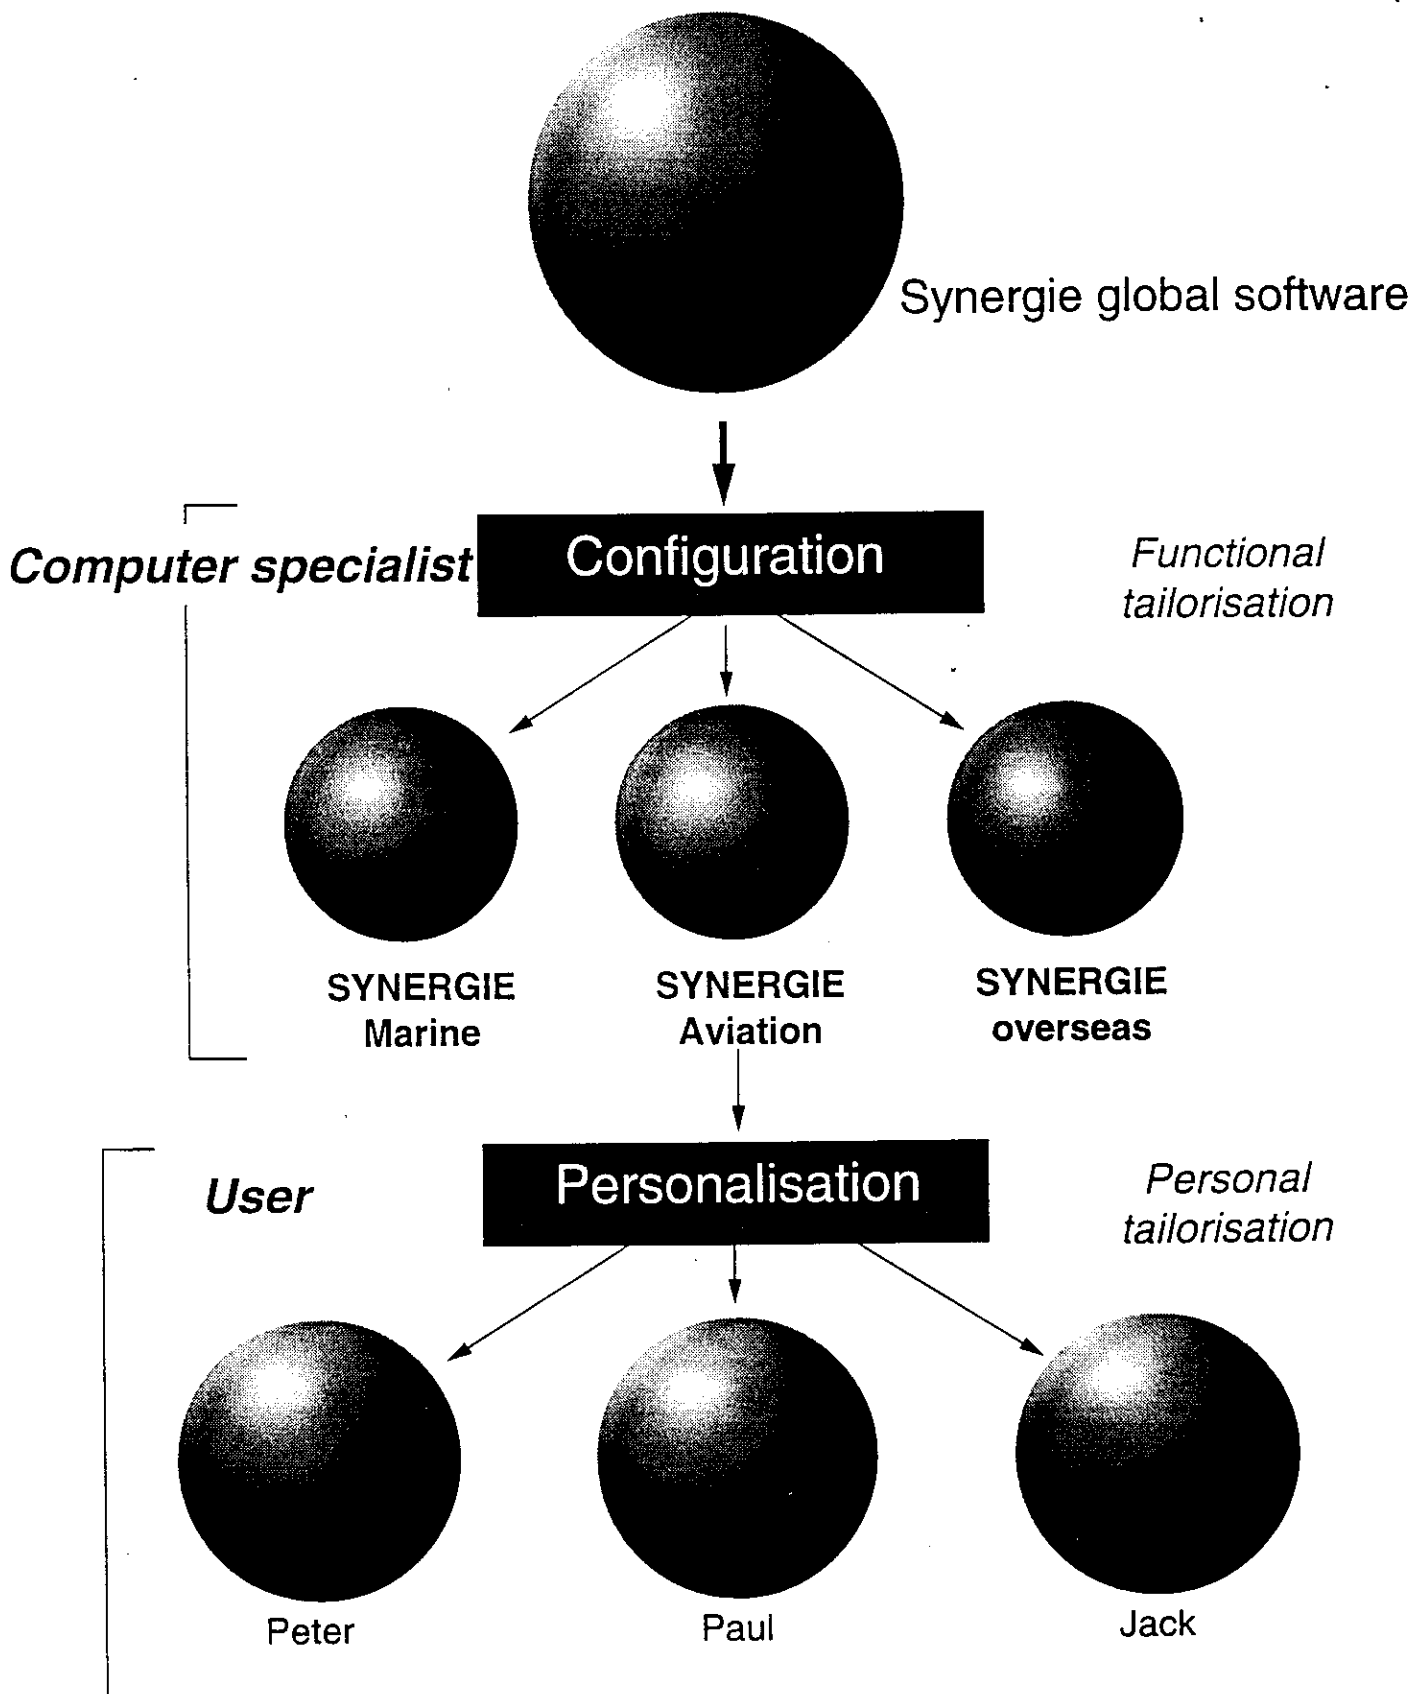 Synergie global software
Configuration
Computer specialist
Functional
tailorisation
SYNERGIE
Marine
SYNERGIE
Aviation
SYNERGIE
overseas
Personalisation
User
Personal
tailorisation
Peter
Paul
Jack